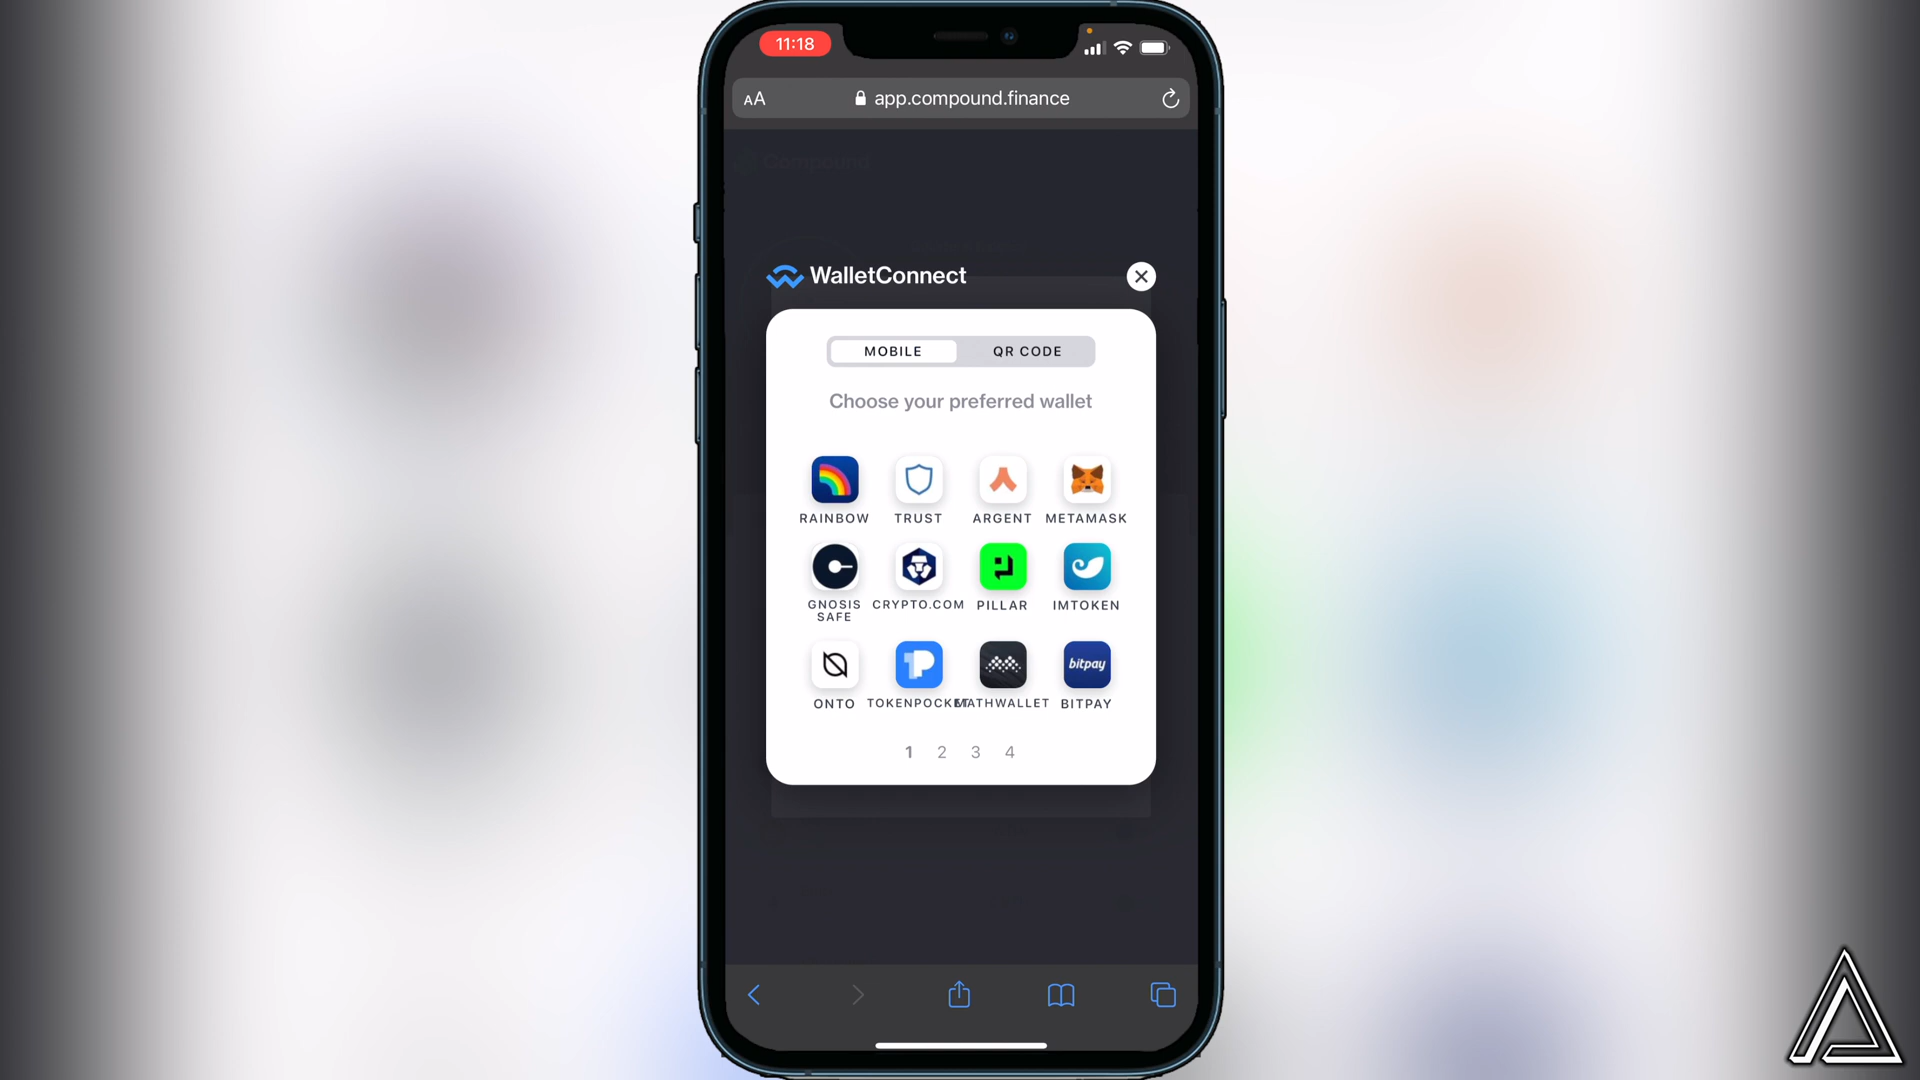 11:18
AA app.compound.finance
Compound
WalletConnect
MOBILE QR CODE
Choose your preferred wallet
RAINBOW TRUST ARGENT METAMASK
GNOSIS SAFE CRYPTO.COM PILLAR IMTOKEN
bitpay
ONTO TOKENPOCKET MATHWALLET BITPAY
1 2 3 4